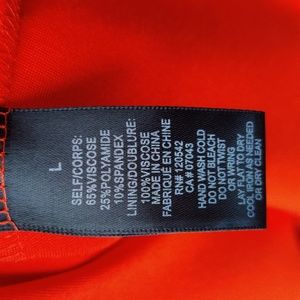 L
SELF/CORPS:
65%VISCOSE
25%POLYAMIDE
10%SPANDEX
LINING/DOUBLURE:
100%VISCOSE
MADE IN CHINA
FABRIQUÉ EN CHINE
RN# 120542
CA # 07043
HAND WASH COLD
DO NOT BLEACH
DO NOT TWIST
OR WRING
LAY FLAT DRY
COOL IRON AS NEEDED
OR DRY CLEAN